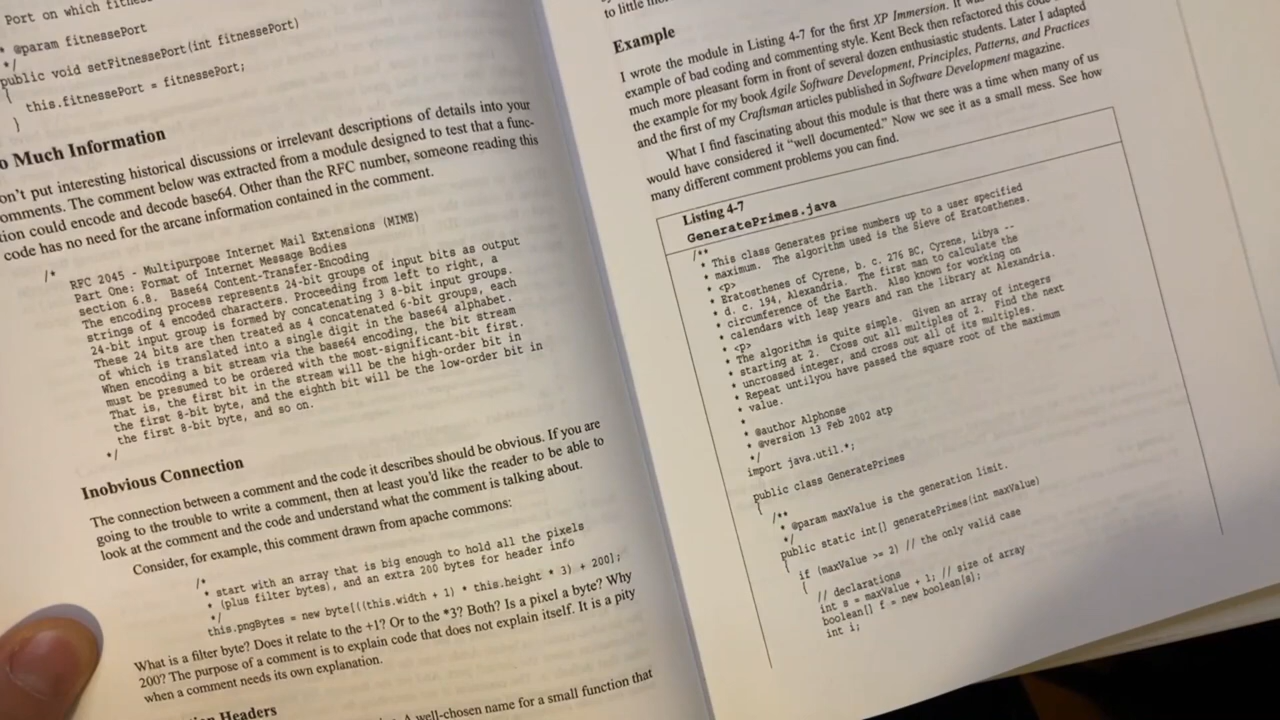 Port on which
* @param fitnessePort
*/
public void setFitnessePort(int fitnessePort)
{
this.fitnessePort = fitnessePort;
}
o Much Information
on't put interesting historical discussions or irrelevant descriptions of details into your
omments. The comment below was extracted from a module designed to test that a func-
tion could encode and decode base64. Other than the RFC number, someone reading this
code has no need for the arcane information contained in the comment.
/*
RFC 2045 - Multipurpose Internet Mail Extensions (MIME)
Part One: Format of Internet Message Bodies
section 6.8. Base64 Content-Transfer-Encoding
The encoding process represents 24-bit groups of input bits as output
strings of 4 encoded characters. Proceeding from left to right, a
24-bit input group is formed by concatenating 3 8-bit input groups.
These 24 bits are then treated as 4 concatenated 6-bit groups, each
of which is translated into a single digit in the base64 alphabet.
When encoding a bit stream via the base64 encoding, the bit stream
must be presumed to be ordered with the most-significant-bit first.
That is, the first bit in the stream will be the high-order bit in
the first 8-bit byte, and the eighth bit will be the low-order bit in
the first 8-bit byte, and so on.
*/
Inobvious Connection
The connection between a comment and the code it describes should be obvious. If you are
going to the trouble to write a comment, then at least you'd like the reader to be able to
look at the comment and the code and understand what the comment is talking about.
Consider, for example, this comment drawn from apache commons:
/*
* start with an array that is big enough to hold all the pixels
* (plus filter bytes), and an extra 200 bytes for header info
*/
this.pngBytes = new byte[((this.width + 1) * this.height * 3) + 200];
What is a filter byte? Does it relate to the +1? Or to the *3? Both? Is a pixel a byte? Why
200? The purpose of a comment is to explain code that does not explain itself. It is a pity
when a comment needs its own explanation.
Headers
A well-chosen name for a small function that
to little
Example
I wrote the module in Listing 4-7 for the first XP Immersion. It
example of bad coding and commenting style. Kent Beck then refactored this code
much more pleasant form in front of several dozen enthusiastic students. Later I adapted
the example for my book Agile Software Development, Principles, Patterns, and Practices
and the first of my Craftsman articles published in Software Development magazine.
What I find fascinating about this module is that there was a time when many of us
would have considered it “well documented.” Now we see it as a small mess. See how
many different comment problems you can find.
Listing 4-7
GeneratePrimes.java
/**
* This class Generates prime numbers up to a user specified
* maximum. The algorithm used is the Sieve of Eratosthenes.
* <p>
* Eratosthenes of Cyrene, b. c. 276 BC, Cyrene, Libya --
* d. c. 194, Alexandria. The first man to calculate the
* circumference of the Earth. Also known for working on
* calendars with leap years and ran the library at Alexandria.
* <p>
* The algorithm is quite simple. Given an array of integers
* starting at 2. Cross out all multiples of 2. Find the next
* uncrossed integer, and cross out all of its multiples.
* Repeat untilyou have passed the square root of the maximum
* value.
*
* @author Alphonse
* @version 13 Feb 2002 atp
*/
import java.util.*;
public class GeneratePrimes
{
/**
* @param maxValue is the generation limit.
*/
public static int[] generatePrimes(int maxValue)
{
if (maxValue >= 2) // the only valid case
{
// declarations
int s = maxValue + 1; // size of array
boolean[] f = new boolean[s];
int i;